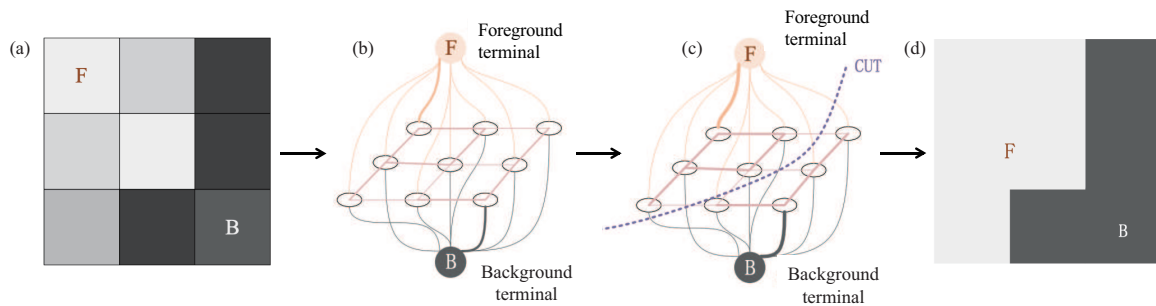 (a)
F
B
(b)
Foreground
terminal
F
B
Background
terminal
(c)
Foreground
terminal
F
CUT
B
Background
terminal
(d)
F
B